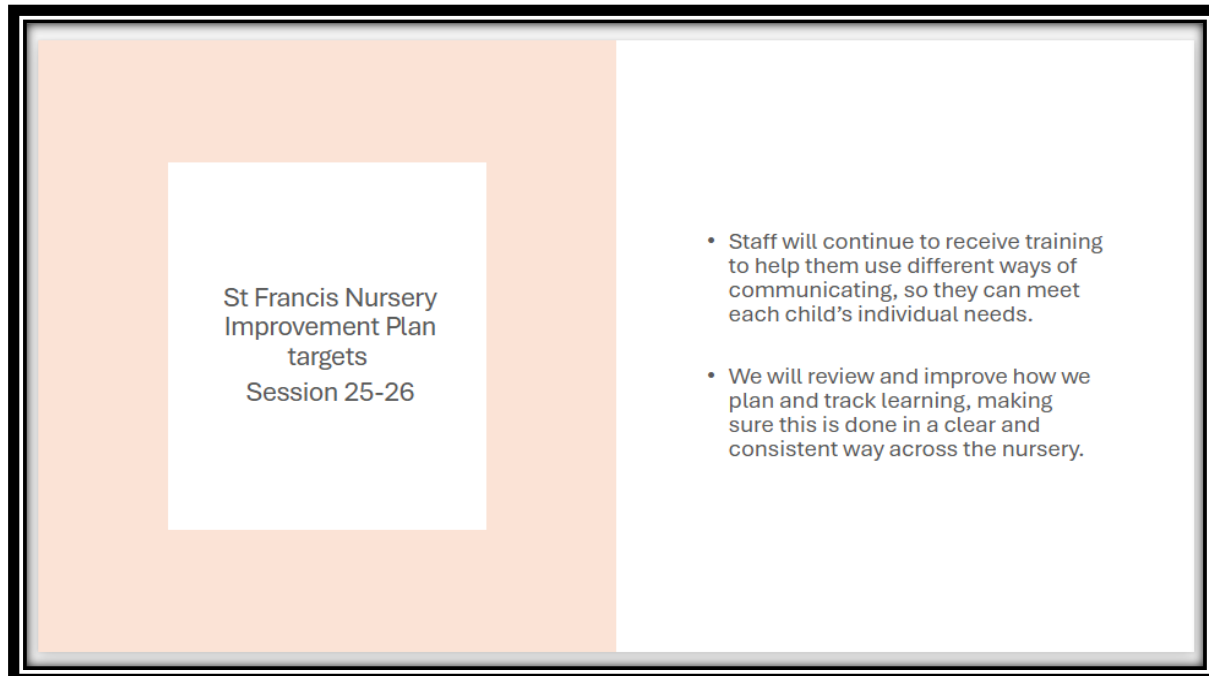 St Francis Nursery
Improvement Plan
targets
Session 25-26
• Staff will continue to receive training
to help them use different ways of
communicating, so they can meet
each child’s individual needs.
• We will review and improve how we
plan and track learning, making
sure this is done in a clear and
consistent way across the nursery.